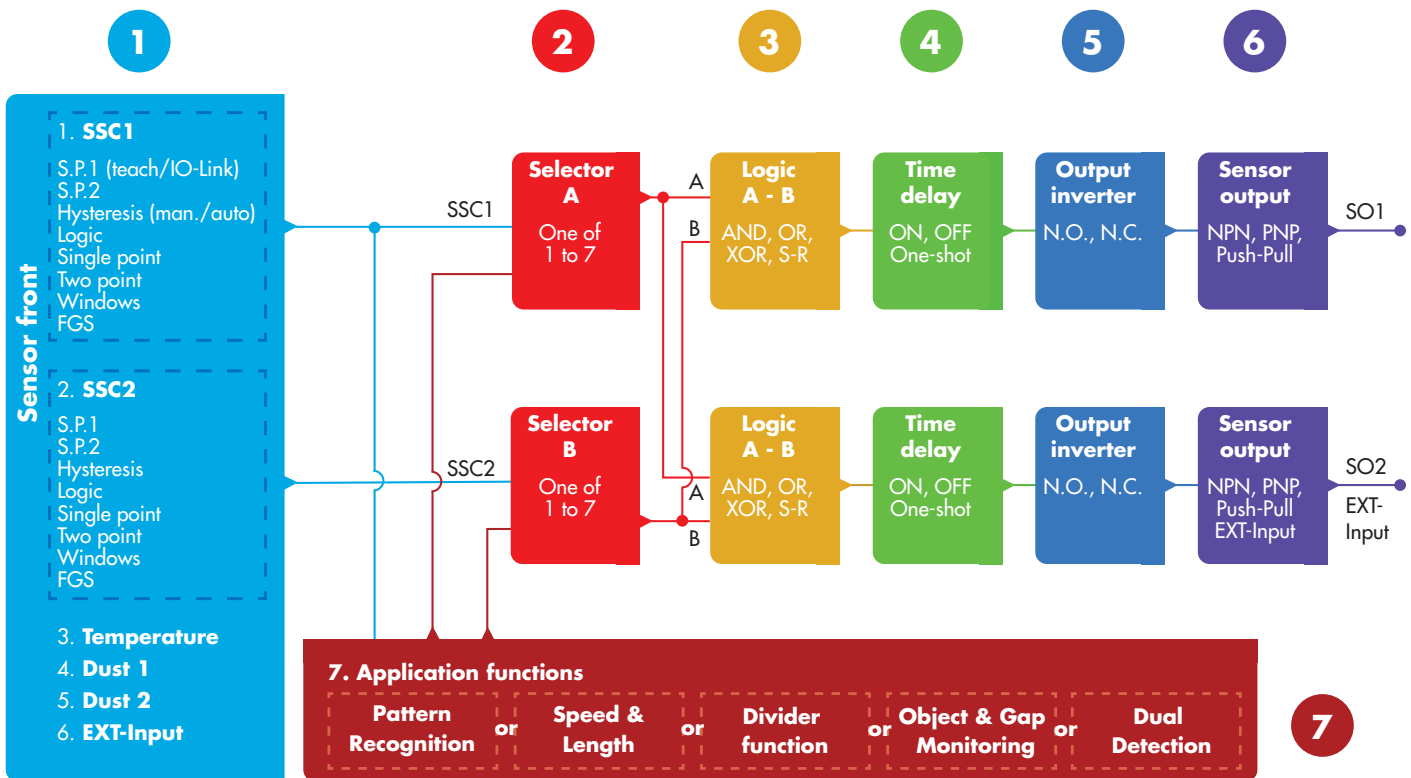 1
2
3
4
5
6
Sensor front
1. SSC1
S.P.1 (teach/IO-Link)
S.P.2
Hysteresis (man./auto)
Logic
Single point
Two point
Windows
FGS
2. SSC2
S.P.1
S.P.2
Hysteresis
Logic
Single point
Two point
Windows
FGS
3. Temperature
4. Dust 1
5. Dust 2
6. EXT-Input
SSC1
Selector
A
One of
1 to 7
A
B
Logic
A - B
AND, OR,
XOR, S-R
Time
delay
ON, OFF
One-shot
Output
inverter
N.O., N.C.
Sensor
output
NPN, PNP,
Push-Pull
SO1
SSC2
Selector
B
One of
1 to 7
A
B
Logic
A - B
AND, OR,
XOR, S-R
Time
delay
ON, OFF
One-shot
Output
inverter
N.O., N.C.
Sensor
output
NPN, PNP,
Push-Pull
EXT-Input
SO2
EXT-
Input
7. Application functions
Pattern
Recognition
or
Speed &
Length
or
Divider
function
or
Object & Gap
Monitoring
or
Dual
Detection
7